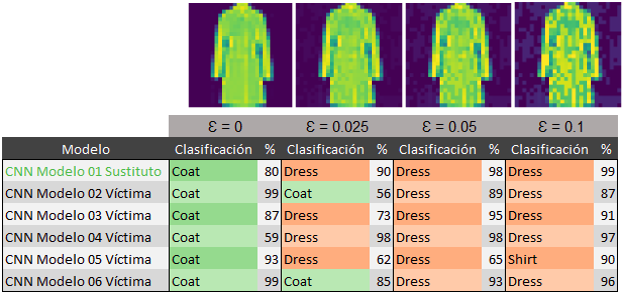 Ɛ = 0 Ɛ = 0.025 Ɛ = 0.05 Ɛ = 0.1
Modelo Clasificación % Clasificación % Clasificación % Clasificación %
CNN Modelo 01 Sustituto Coat 80 Dress 90 Dress 98 Dress 99
CNN Modelo 02 Víctima Coat 99 Coat 56 Dress 89 Dress 87
CNN Modelo 03 Víctima Coat 87 Dress 73 Dress 95 Dress 91
CNN Modelo 04 Víctima Coat 59 Dress 98 Dress 98 Dress 97
CNN Modelo 05 Víctima Coat 93 Dress 62 Dress 65 Shirt 90
CNN Modelo 06 Víctima Coat 99 Coat 85 Dress 93 Dress 96